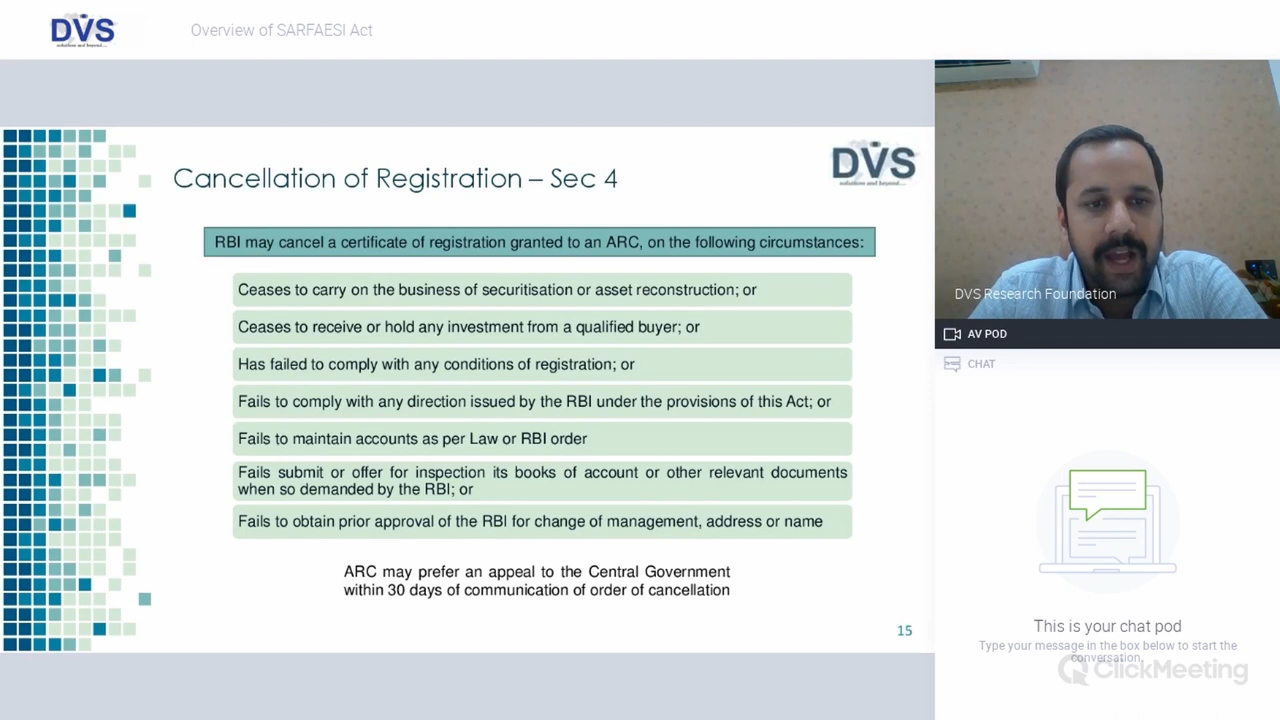 DVS
solutions and beyond....
Overview of SARFAESI Act
DVS
solutions and beyond....
Cancellation of Registration – Sec 4
RBI may cancel a certificate of registration granted to an ARC, on the following circumstances:
Ceases to carry on the business of securitisation or asset reconstruction; or
Ceases to receive or hold any investment from a qualified buyer; or
Has failed to comply with any conditions of registration; or
Fails to comply with any direction issued by the RBI under the provisions of this Act; or
Fails to maintain accounts as per Law or RBI order
Fails submit or offer for inspection its books of account or other relevant documents
when so demanded by the RBI; or
Fails to obtain prior approval of the RBI for change of management, address or name
ARC may prefer an appeal to the Central Government
within 30 days of communication of order of cancellation
15
DVS Research Foundation
AV POD
CHAT
This is your chat pod
Type your message in the box below to start the
conversation.
ClickMeeting